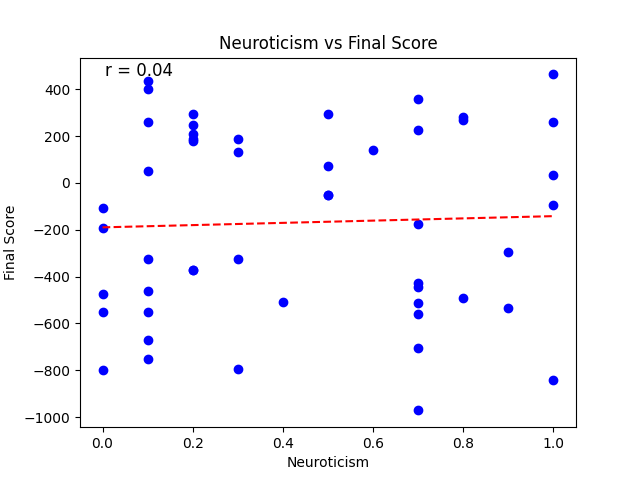 Neuroticism vs Final Score
r = 0.04
400
200
0
−200
−400
−600
−800
−1000
Final Score
0.0 0.2 0.4 0.6 0.8 1.0
Neuroticism